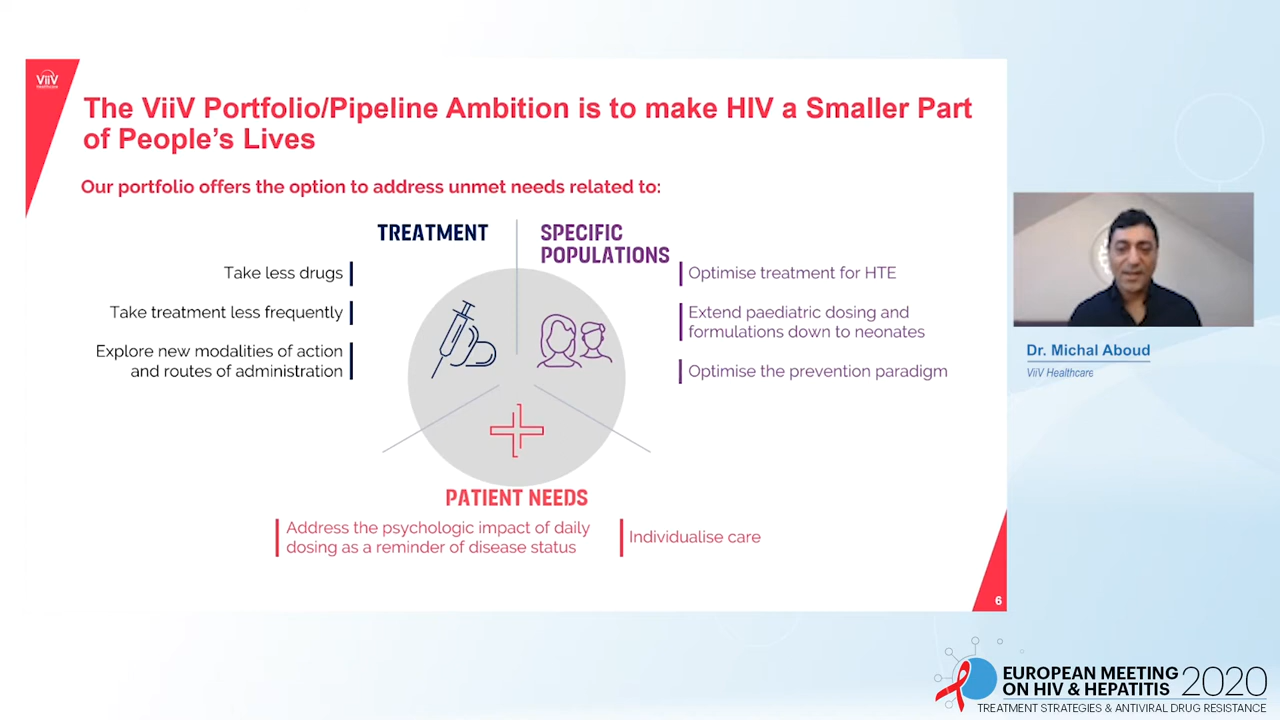 ViiV
Healthcare
The ViiV Portfolio/Pipeline Ambition is to make HIV a Smaller Part
of People's Lives
Our portfolio offers the option to address unmet needs related to:
TREATMENT
Take less drugs
Take treatment less frequently
Explore new modalities of action
and routes of administration
SPECIFIC
POPULATIONS
Optimise treatment for HTE
Extend paediatric dosing and
formulations down to neonates
Optimise the prevention paradigm
PATIENT NEEDS
Address the psychologic impact of daily
dosing as a reminder of disease status
Individualise care
6
Dr. Michal Aboud
ViiV Healthcare
EUROPEAN MEETING
ON HIV & HEPATITIS 2020
TREATMENT STRATEGIES & ANTIVIRAL DRUG RESISTANCE